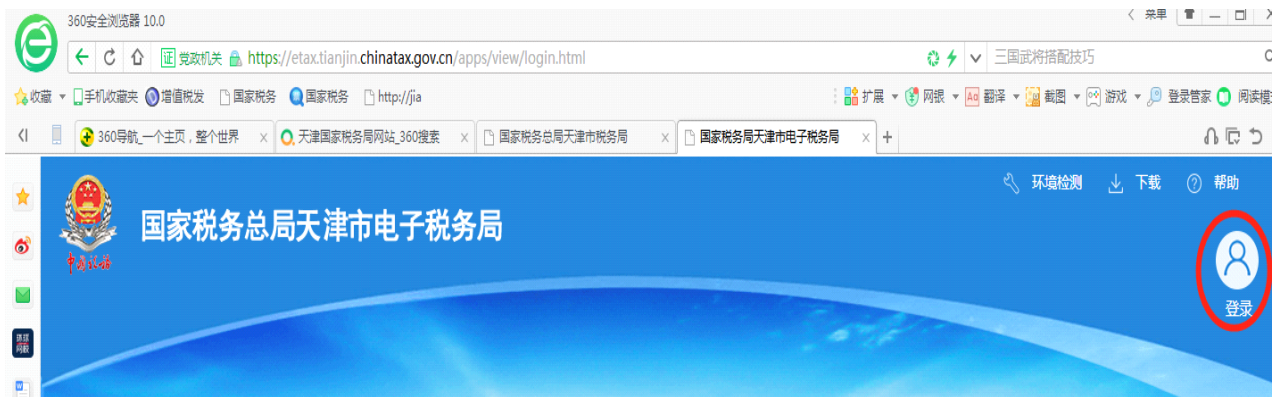 360安全浏览器 10.0
菜单
证 党政机关 https://etax.tianjin.chinatax.gov.cn/apps/view/login.html 三国武将搭配技巧
收藏 手机收藏夹 增值税发 国家税务 国家税务 http://jia 扩展 网银 翻译 截图 游戏 登录管家 阅读模
360导航_一个主页，整个世界 天津国家税务局网站_360搜索 国家税务总局天津市税务局 国家税务局天津市电子税务局
环境检测 下载 帮助
国家税务总局天津市电子税务局
中国税务
登录